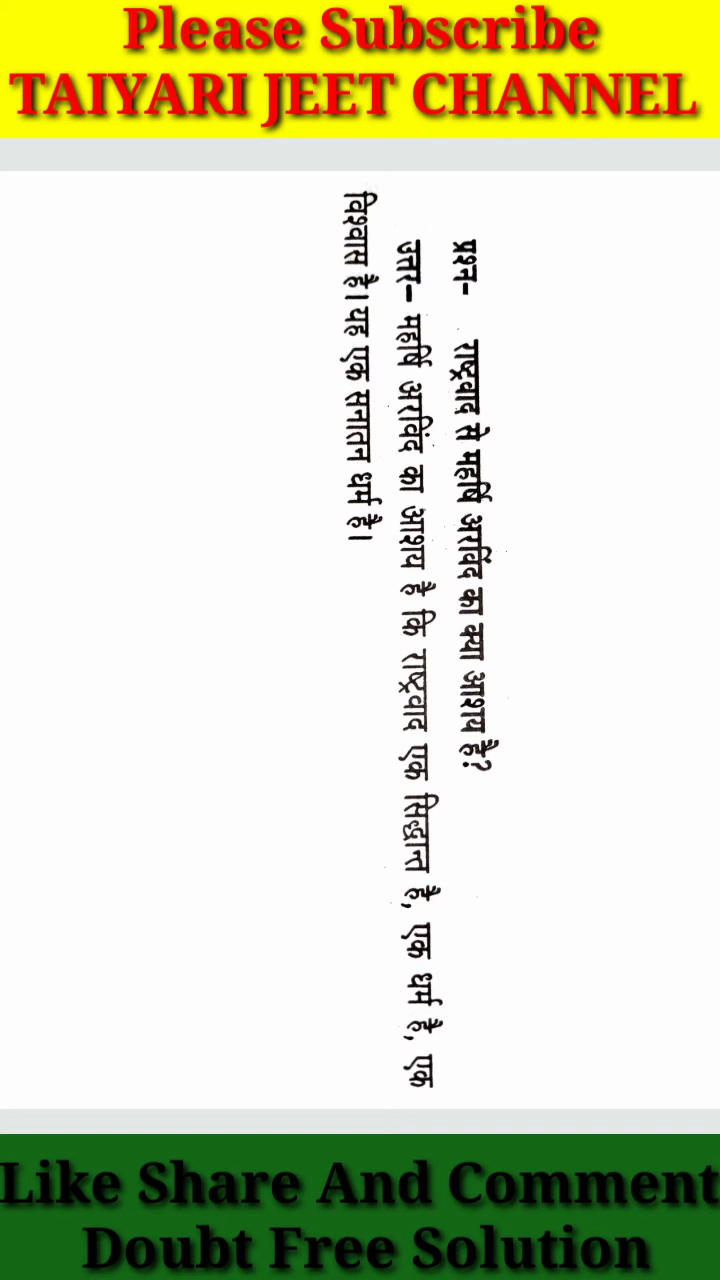 Please Subscribe
TAIYARI JEET CHANNEL
प्रश्न- राष्ट्रवाद से महर्षि अरविंद का क्या आशय है?
उत्तर– महर्षि अरविंद का आशय है कि राष्ट्रवाद एक सिद्धान्त है, एक धर्म है, एक
विश्वास है। यह एक सनातन धर्म है।
Like Share And Comment
Doubt Free Solution